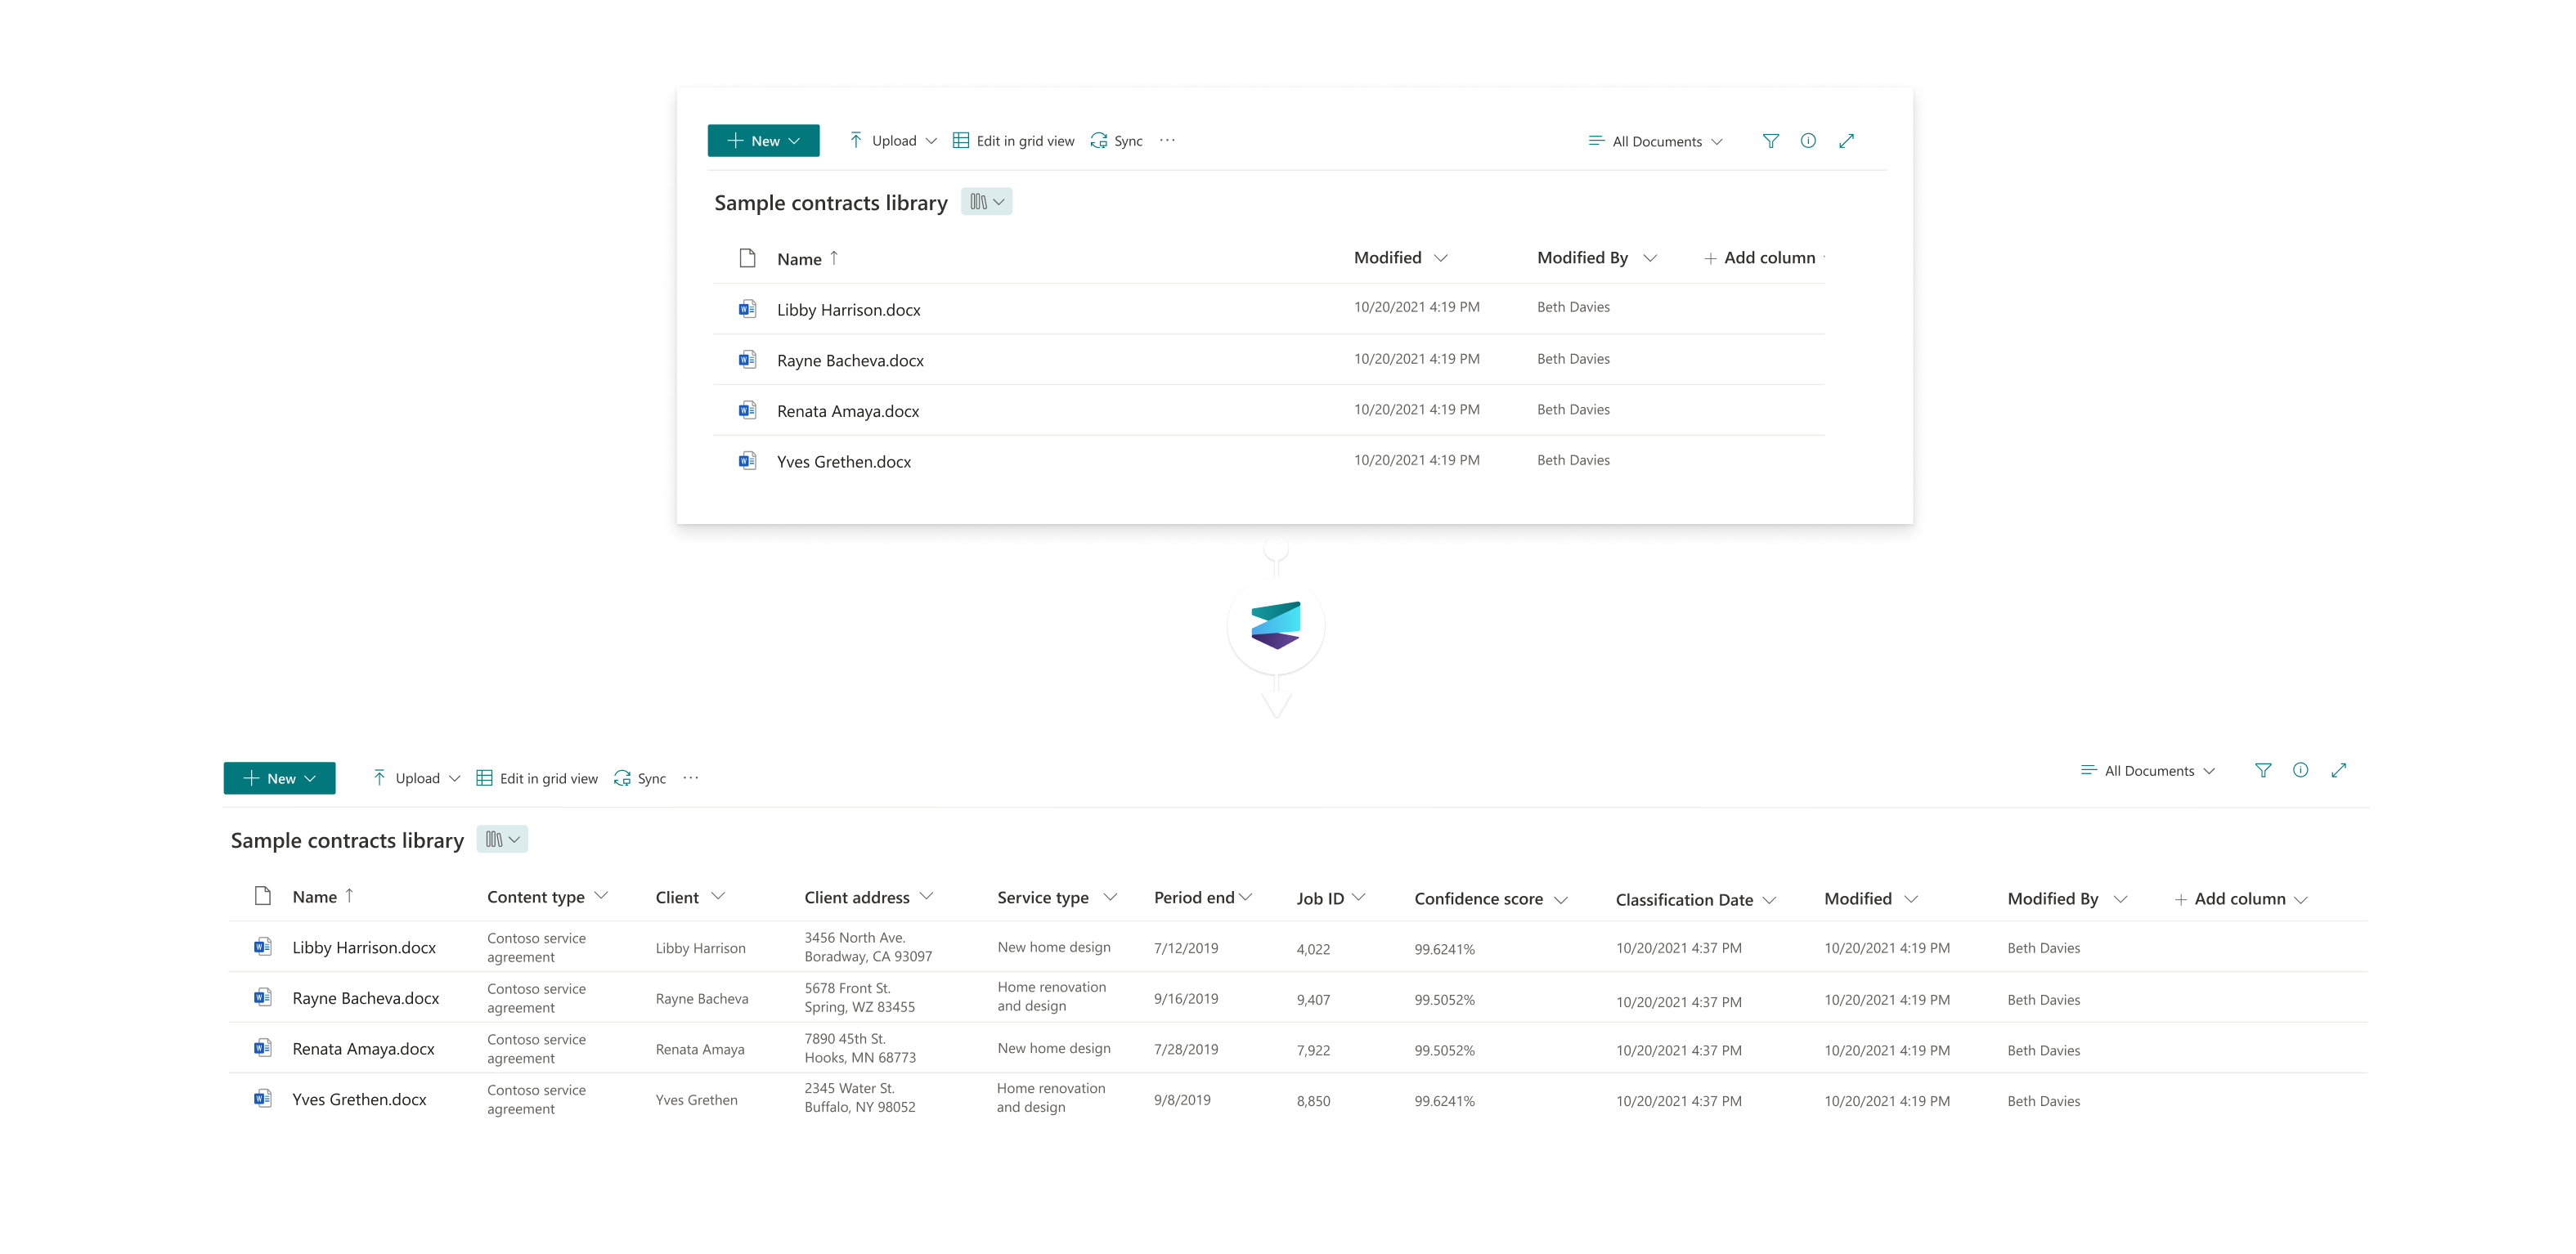 New Upload Edit in grid view Sync ··· All Documents
Sample contracts library
Name ↑ Modified Modified By + Add column
Libby Harrison.docx 10/20/2021 4:19 PM Beth Davies
Rayne Bacheva.docx 10/20/2021 4:19 PM Beth Davies
Renata Amaya.docx 10/20/2021 4:19 PM Beth Davies
Yves Grethen.docx 10/20/2021 4:19 PM Beth Davies
New Upload Edit in grid view Sync ··· All Documents
Sample contracts library
Name ↑ Content type Client Client address Service type Period end Job ID Confidence score Classification Date Modified Modified By + Add column
Libby Harrison.docx Contoso service agreement Libby Harrison 3456 North Ave. Boradway, CA 93097 New home design 7/12/2019 4,022 99.6241% 10/20/2021 4:37 PM 10/20/2021 4:19 PM Beth Davies
Rayne Bacheva.docx Contoso service agreement Rayne Bacheva 5678 Front St. Spring, WZ 83455 Home renovation and design 9/16/2019 9,407 99.5052% 10/20/2021 4:37 PM 10/20/2021 4:19 PM Beth Davies
Renata Amaya.docx Contoso service agreement Renata Amaya 7890 45th St. Hooks, MN 68773 New home design 7/28/2019 7,922 99.5052% 10/20/2021 4:37 PM 10/20/2021 4:19 PM Beth Davies
Yves Grethen.docx Contoso service agreement Yves Grethen 2345 Water St. Buffalo, NY 98052 Home renovation and design 9/8/2019 8,850 99.6241% 10/20/2021 4:37 PM 10/20/2021 4:19 PM Beth Davies